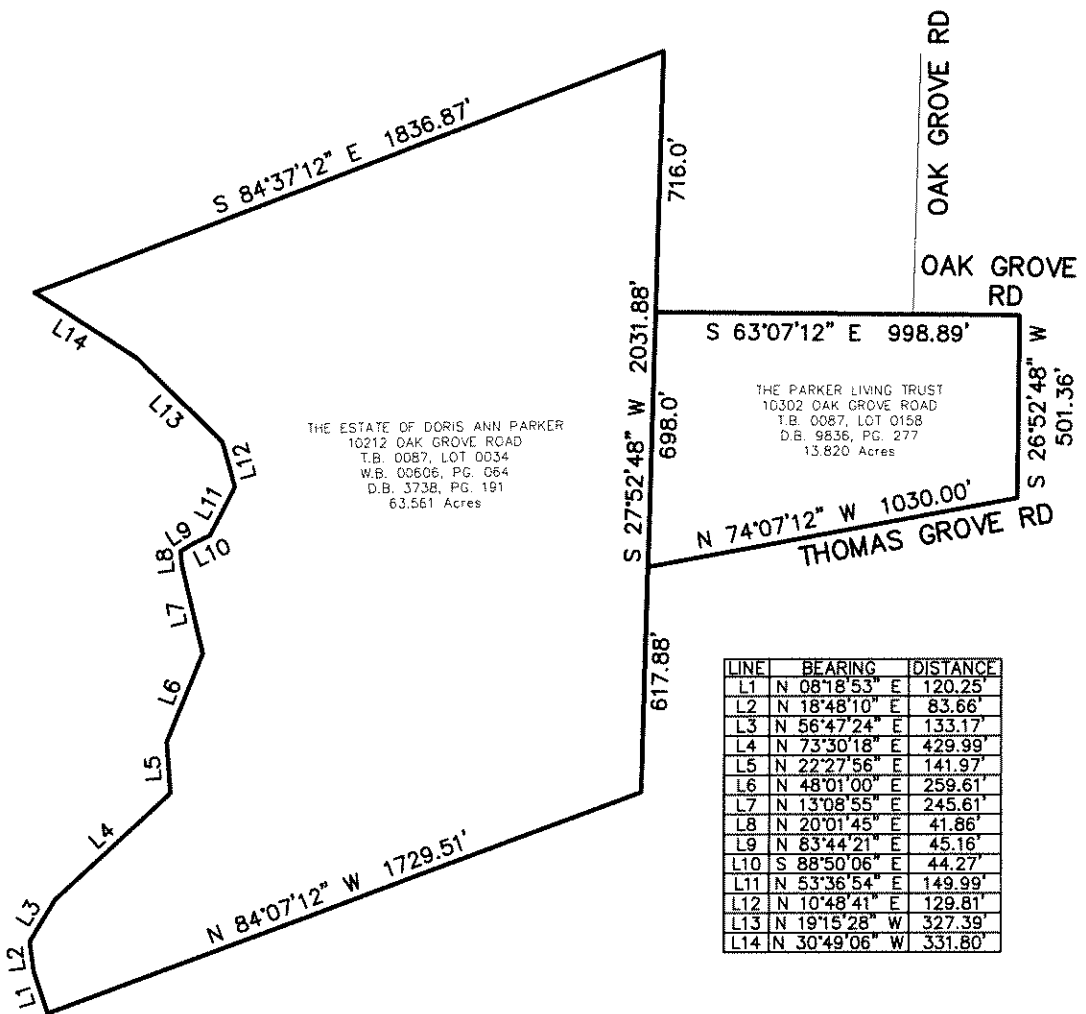 S 84°37'12" E 1836.87'
716.0'
OAK GROVE RD
OAK GROVE
RD
S 63°07'12" E 998.89'
S 26°52'48" W
501.36'
THE PARKER LIVING TRUST
10302 OAK GROVE ROAD
T.B. 0087, LOT 0158
D.B. 9836, PG. 277
13.820 Acres
N 74°07'12" W 1030.00'
THOMAS GROVE RD
S 27°52'48" W 2031.88'
698.0'
617.88'
THE ESTATE OF DORIS ANN PARKER
10212 OAK GROVE ROAD
T.B. 0087, LOT 0034
W.B. 00606, PG. 064
D.B. 3738, PG. 191
63.561 Acres
L14
L13
L12
L11
L10
L9
L8
L7
L6
L5
L4
L3
L2
L1
N 84°07'12" W 1729.51'
LINE BEARING DISTANCE
L1 N 08°18'53" E 120.25'
L2 N 18°48'10" E 83.66'
L3 N 56°47'24" E 133.17'
L4 N 73°30'18" E 429.99'
L5 N 22°27'56" E 141.97'
L6 N 48°01'00" E 259.61'
L7 N 13°08'55" E 245.61'
L8 N 20°01'45" E 41.86'
L9 N 83°44'21" E 45.16'
L10 S 88°50'06" E 44.27'
L11 N 53°36'54" E 149.99'
L12 N 10°48'41" E 129.81'
L13 N 19°15'28" W 327.39'
L14 N 30°49'06" W 331.80'